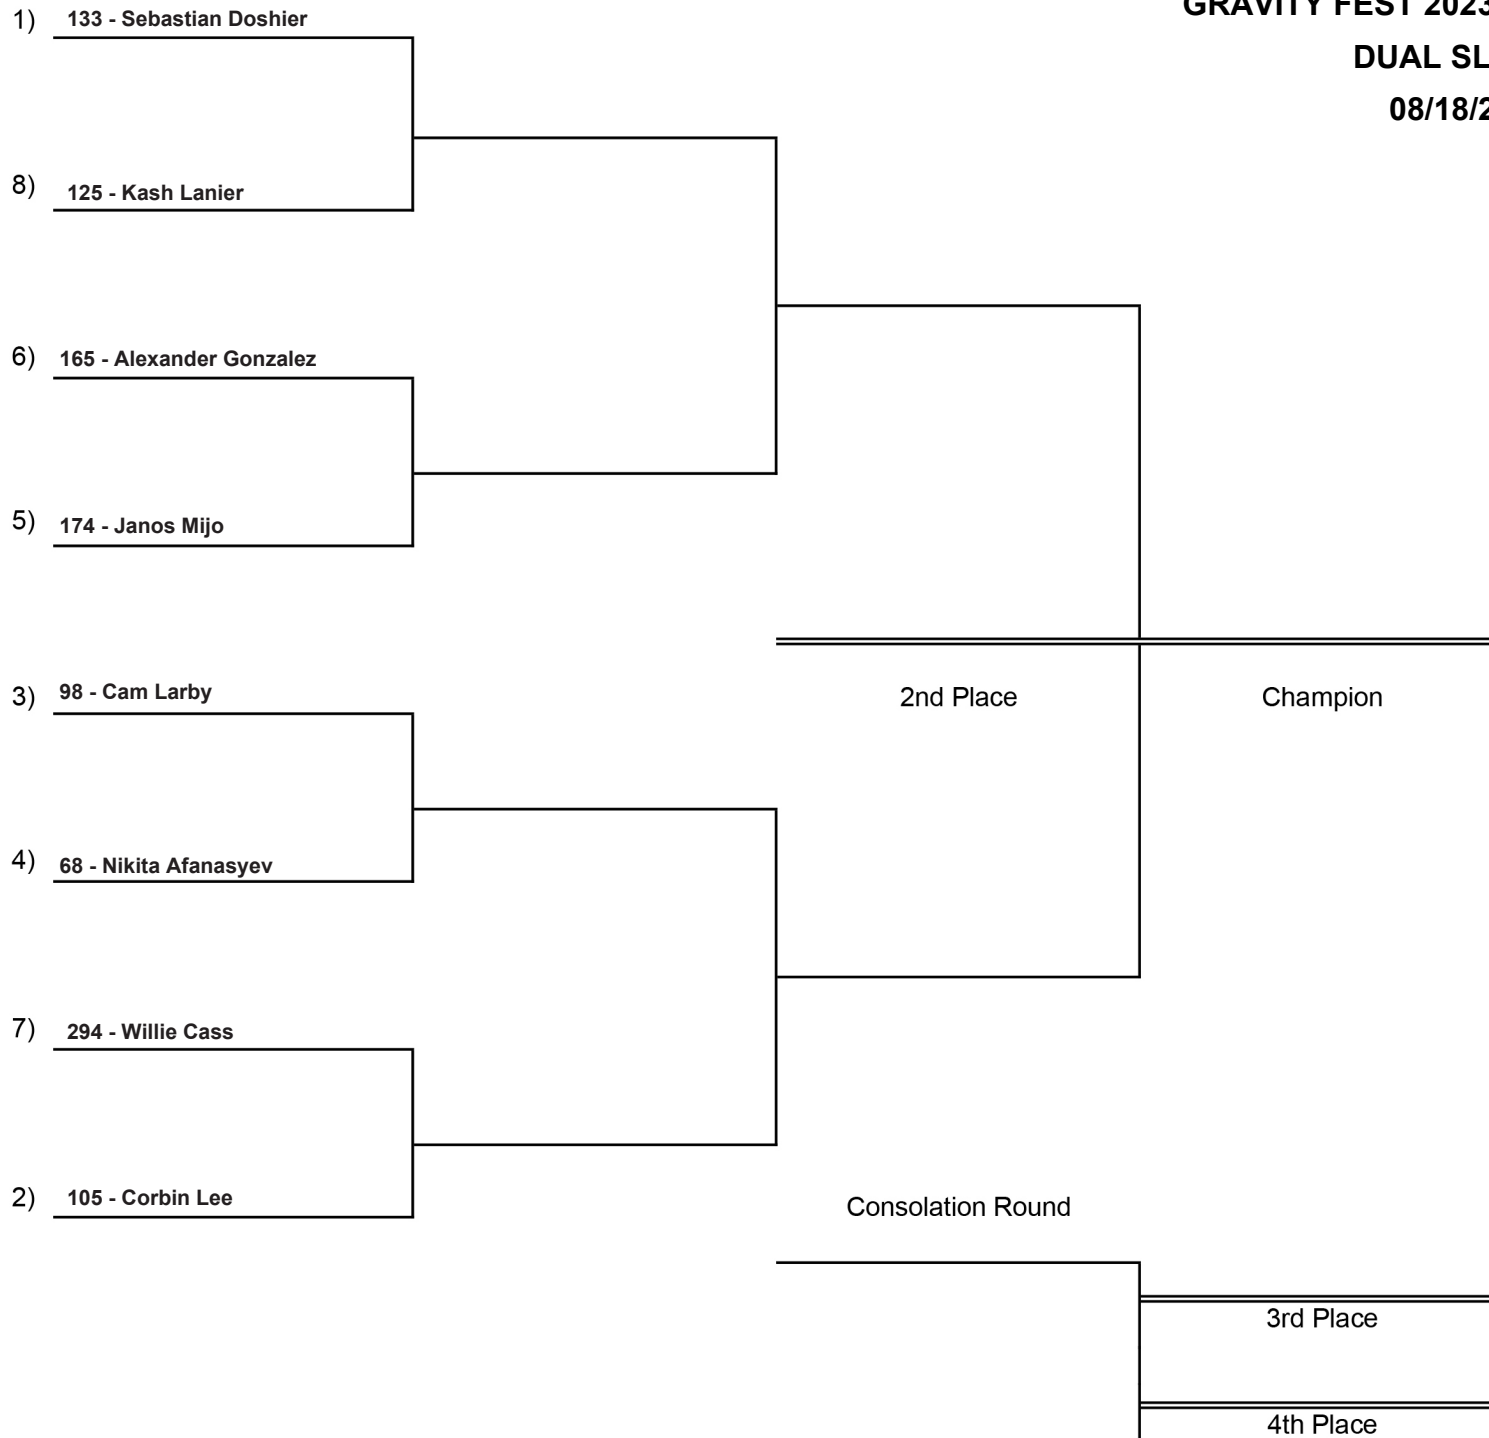 GRAVITY FEST 2023
DUAL SL
08/18/2
1) 133 - Sebastian Doshier
8) 125 - Kash Lanier
6) 165 - Alexander Gonzalez
5) 174 - Janos Mijo
3) 98 - Cam Larby
2nd Place Champion
4) 68 - Nikita Afanasyev
7) 294 - Willie Cass
2) 105 - Corbin Lee
Consolation Round
3rd Place
4th Place